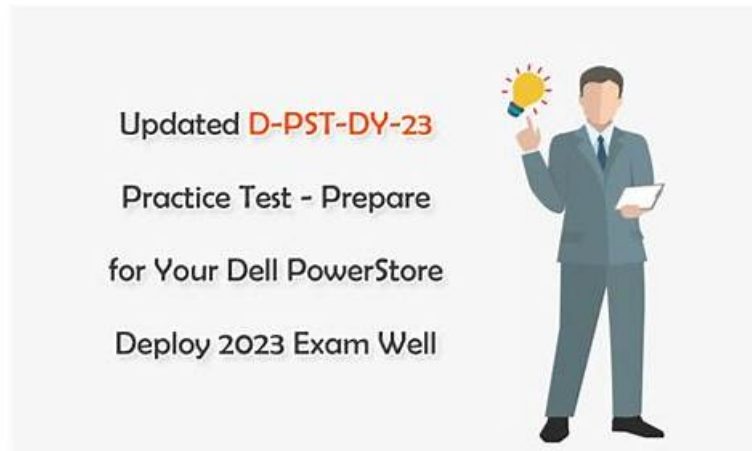 Updated D-PST-DY-23
Practice Test - Prepare
for Your Dell PowerStore
Deploy 2023 Exam Well